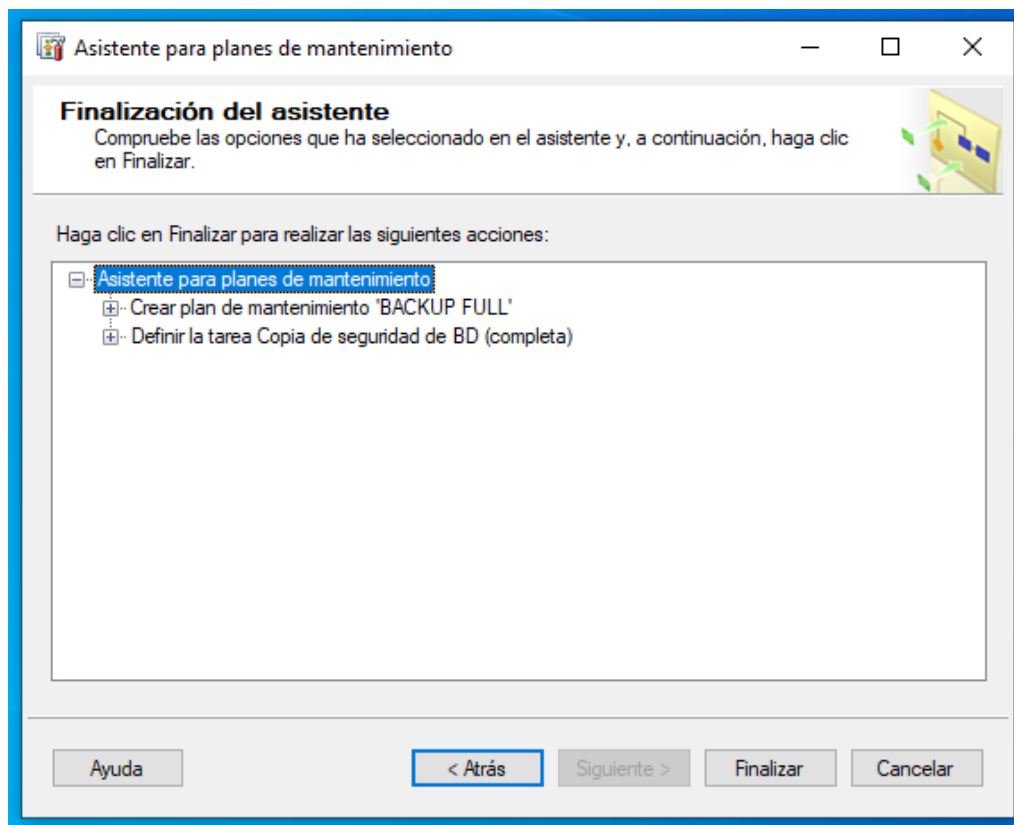 Asistente para planes de mantenimiento
Finalización del asistente
Compruebe las opciones que ha seleccionado en el asistente y, a continuación, haga clic
en Finalizar.
Haga clic en Finalizar para realizar las siguientes acciones:
Asistente para planes de mantenimiento
Crear plan de mantenimiento "BACKUP FULL"
Definir la tarea Copia de seguridad de BD (completa)
Ayuda
< Atrás
Siguiente >
Finalizar
Cancelar